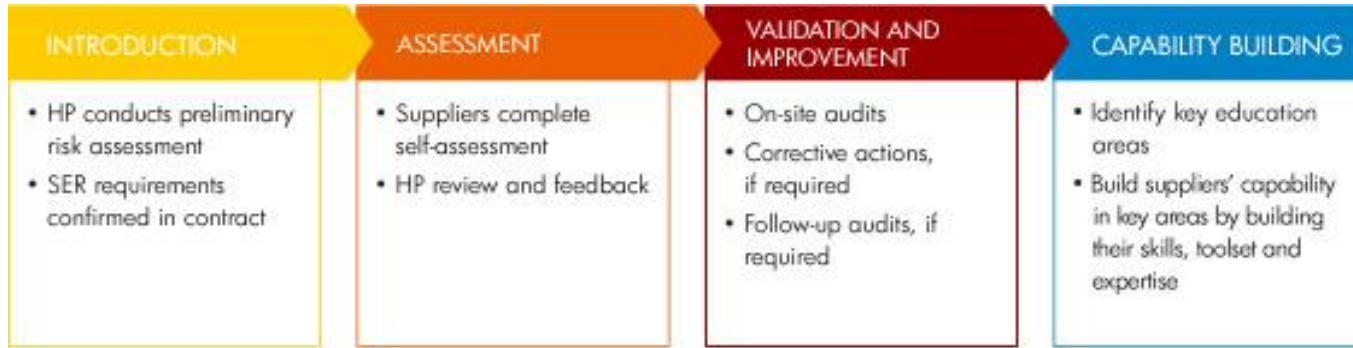 INTRODUCTION
• HP conducts preliminary
risk assessment
• SER requirements
confirmed in contract
ASSESSMENT
• Suppliers complete
self-assessment
• HP review and feedback
VALIDATION AND
IMPROVEMENT
• On-site audits
• Corrective actions,
if required
• Follow-up audits, if
required
CAPABILITY BUILDING
• Identify key education
areas
• Build suppliers’ capability
in key areas by building
their skills, toolset and
expertise